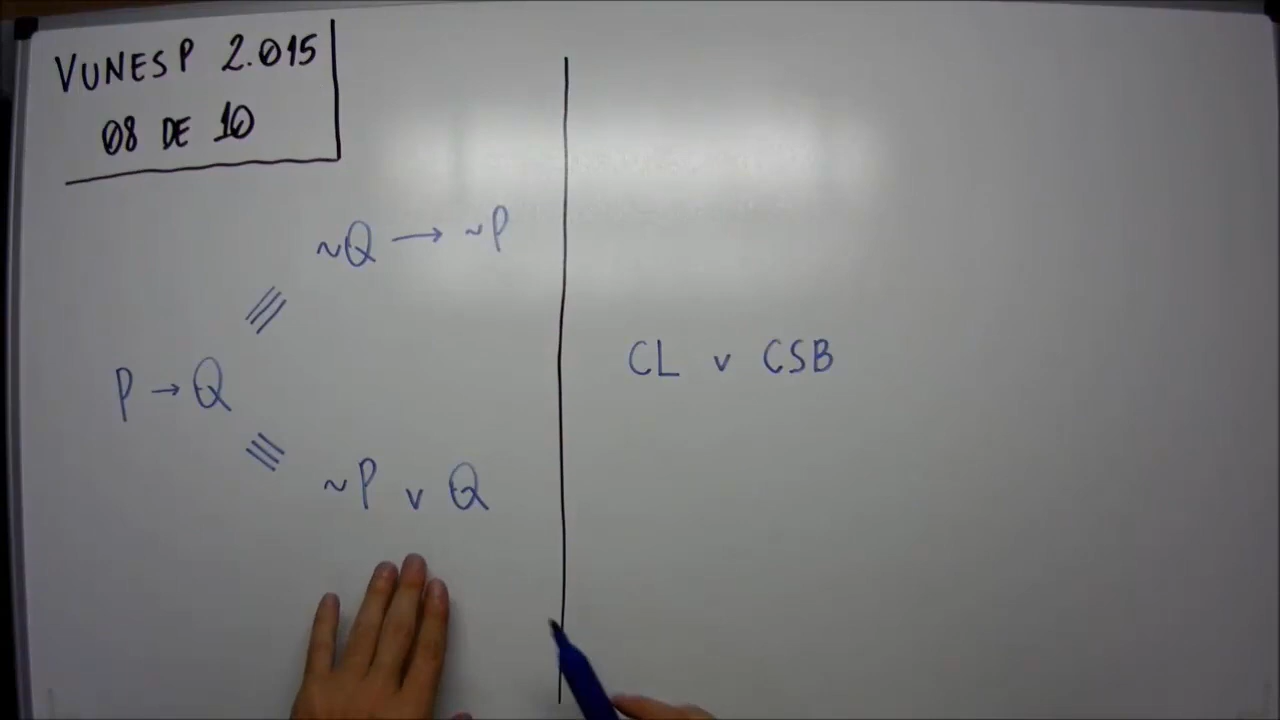 VUNESP 2.015
08 DE 10
~Q → ~P
≡
P → Q
≡
~P v Q
CL v CSB